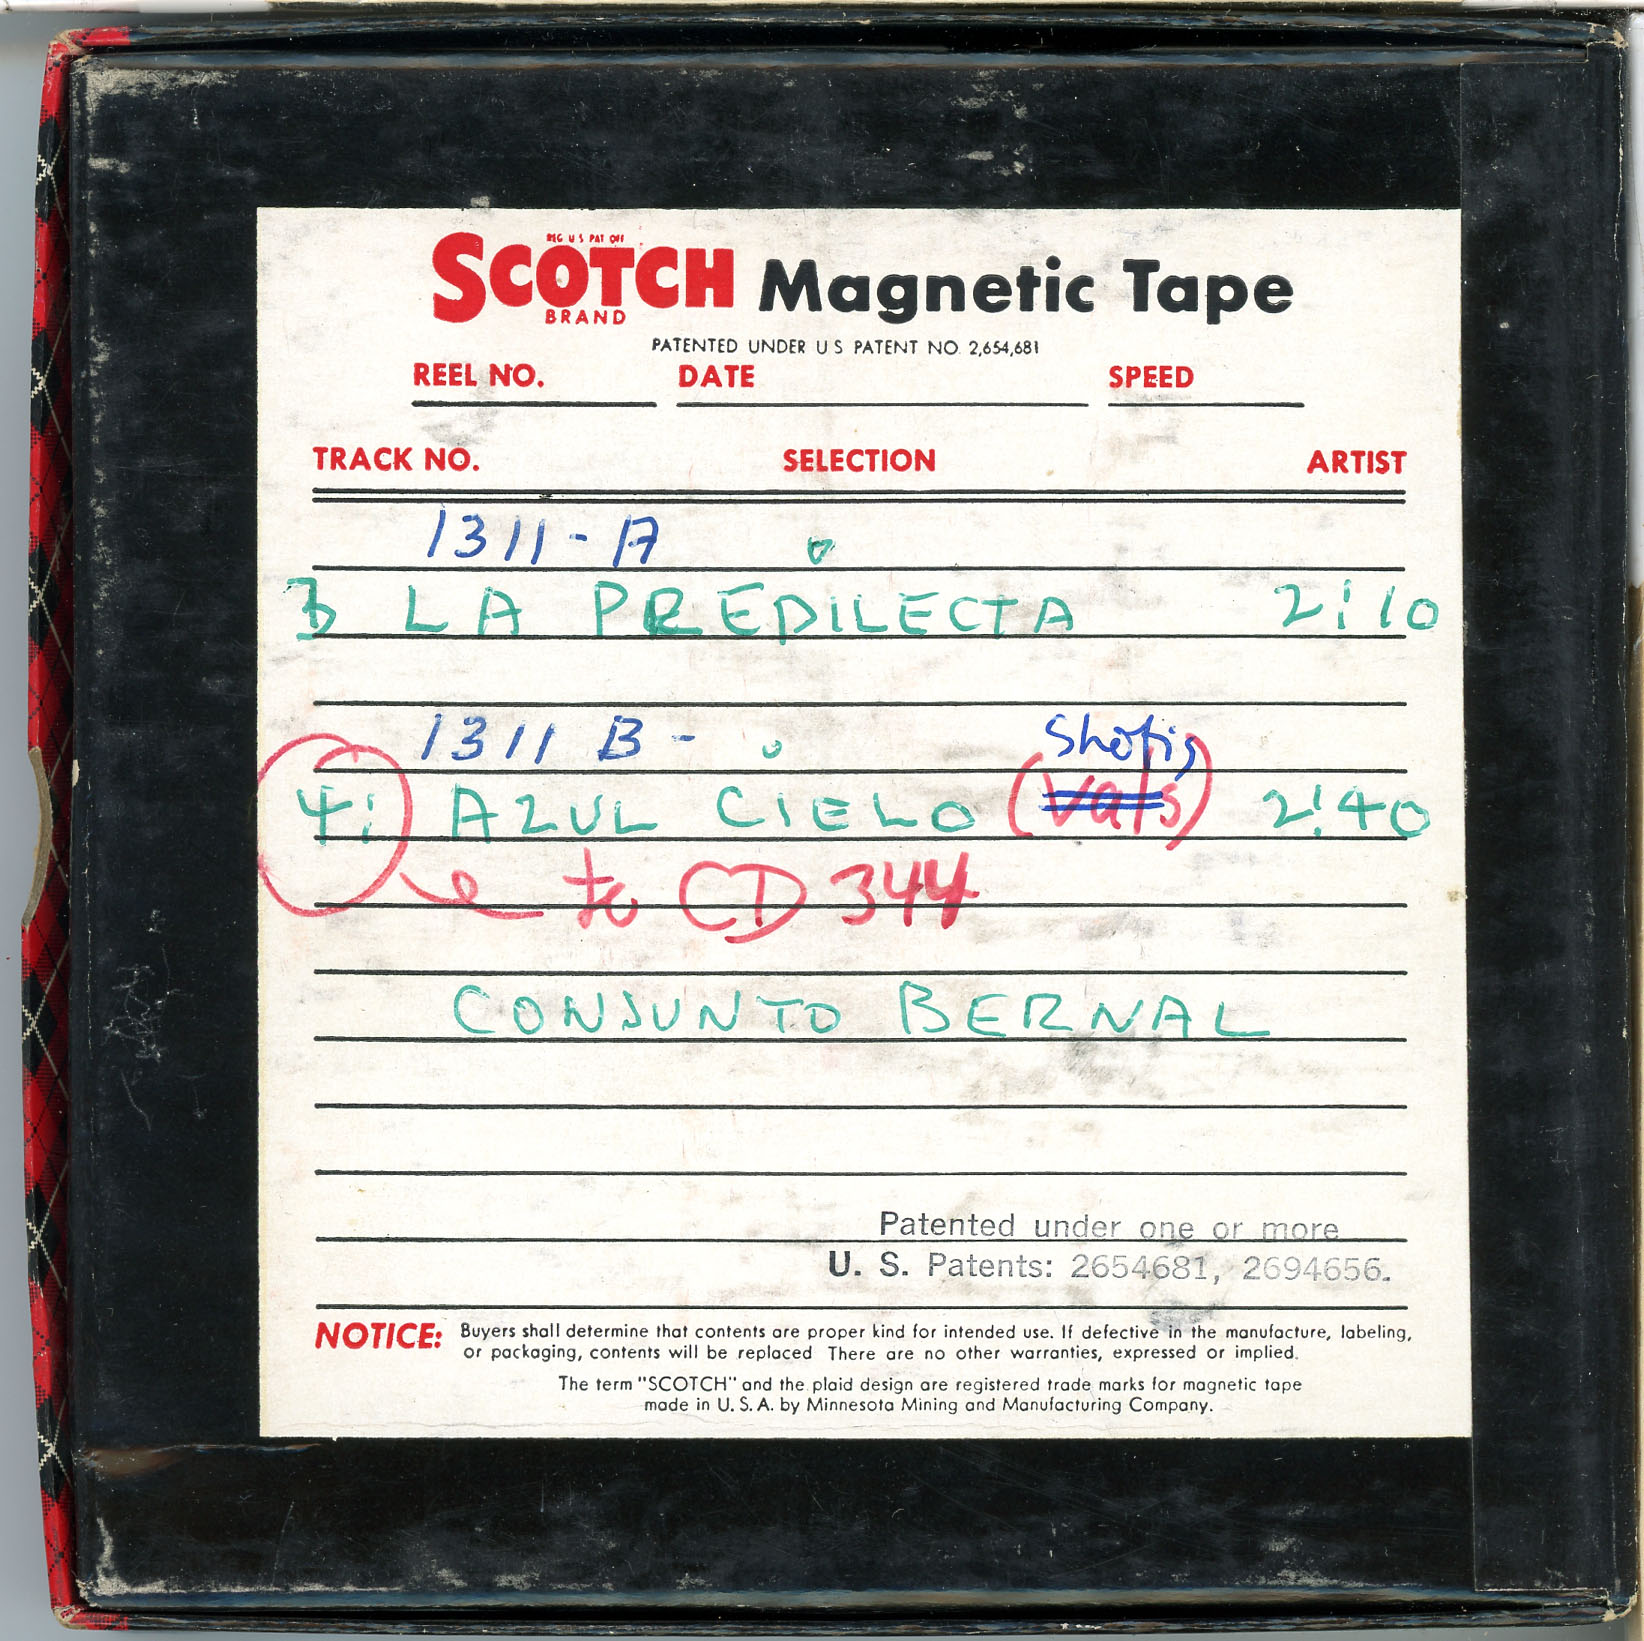 REG U S PAT OFF
SCOTCH Magnetic Tape
BRAND
PATENTED UNDER U S PATENT NO. 2,654,681
REEL NO. DATE SPEED
TRACK NO. SELECTION ARTIST
1311-A
3 LA PREDILECTA 2:10
1311 B -
Shotis
4: AZUL CIELO (vals) 2:40
to CD 344
CONJUNTO BERNAL
Patented under one or more
U. S. Patents: 2654681, 2694656.
NOTICE: Buyers shall determine that contents are proper kind for intended use. If defective in the manufacture, labeling,
or packaging, contents will be replaced There are no other warranties, expressed or implied.
The term "SCOTCH" and the plaid design are registered trade marks for magnetic tape
made in U. S. A. by Minnesota Mining and Manufacturing Company.